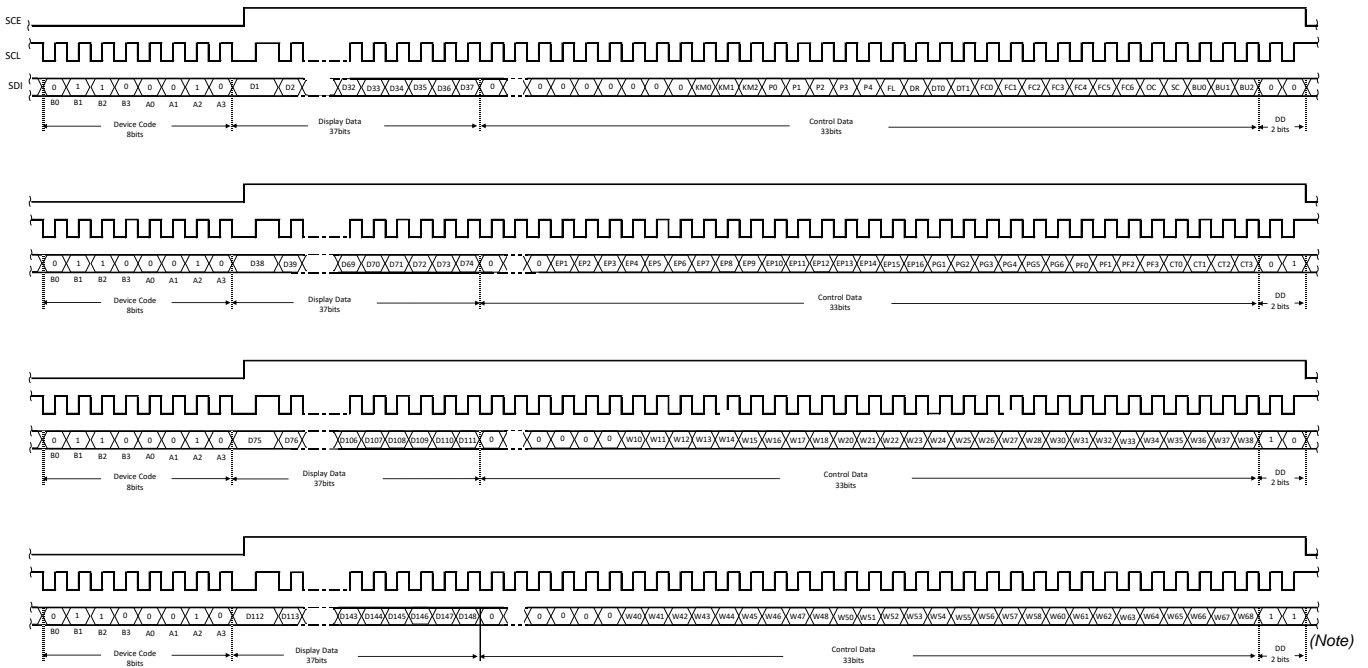 SCE
SCL
SDI 0 1 1 0 0 0 1 0 D1 D2 D32 D33 D34 D35 D36 D37 0 0 0 0 0 0 0 0 KM0 KM1 KM2 P0 P1 P2 P3 P4 FL DR DT0 DT1 FC0 FC1 FC2 FC3 FC4 FC5 FC6 OC SC BU0 BU1 BU2 0 0
B0 B1 B2 B3 A0 A1 A2 A3
Device Code Display Data Control Data DD
8bits 37bits 33bits 2 bits
0 1 1 0 0 0 1 0 D38 D39 D69 D70 D71 D72 D73 D74 0 0 EP1 EP2 EP3 EP4 EP5 EP6 EP7 EP8 EP9 EP10 EP11 EP12 EP13 EP14 EP15 EP16 PG1 PG2 PG3 PG4 PG5 PG6 PF0 PF1 PF2 PF3 CT0 CT1 CT2 CT3 0 1
B0 B1 B2 B3 A0 A1 A2 A3
Device Code Display Data Control Data DD
8bits 37bits 33bits 2 bits
0 1 1 0 0 0 1 0 D75 D76 D106 D107 D108 D109 D110 D111 0 0 0 0 0 W10 W11 W12 W13 W14 W15 W16 W17 W18 W20 W21 W22 W23 W24 W25 W26 W27 W28 W30 W31 W32 W33 W34 W35 W36 W37 W38 1 0
B0 B1 B2 B3 A0 A1 A2 A3
Device Code Display Data Control Data DD
8bits 37bits 33bits 2 bits
0 1 1 0 0 0 1 0 D112 D113 D143 D144 D145 D146 D147 D148 0 0 0 0 0 W40 W41 W42 W43 W44 W45 W46 W47 W48 W50 W51 W52 W53 W54 W55 W56 W57 W58 W60 W61 W62 W63 W64 W65 W66 W67 W68 1 1
B0 B1 B2 B3 A0 A1 A2 A3 (Note)
Device Code Display Data Control Data DD
8bits 37bits 33bits 2 bits